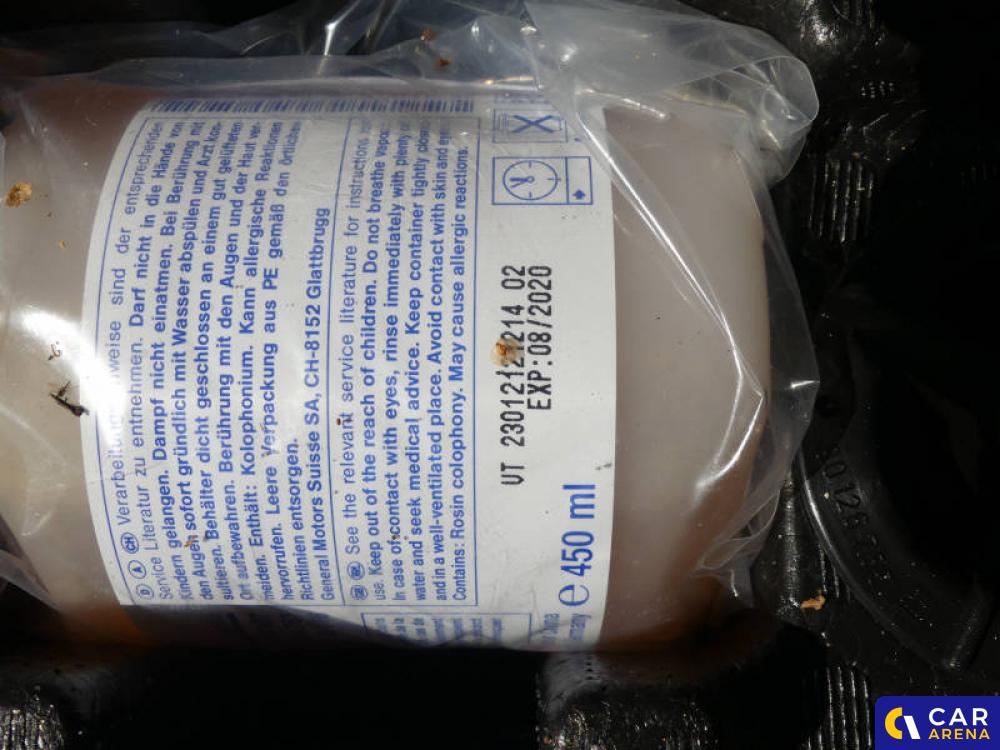 D A CH Verarbeitungshinweise sind der entsprechenden
Service Literatur zu entnehmen. Darf nicht in die Hände von
Kindern gelangen. Dampf nicht einatmen. Bei Berührung mit
den Augen sofort gründlich mit Wasser abspülen und Arzt kon-
sultieren. Behälter dicht geschlossen an einem gut gelüfteten
Ort aufbewahren. Berührung mit den Augen und der Haut ver-
meiden. Enthält: Kolophonium. Kann allergische Reaktionen
hervorrufen. Leere Verpackung aus PE gemäß den örtlichen
Richtlinien entsorgen.
General Motors Suisse SA, CH-8152 Glattbrugg
See the relevant service literature for instructions
use. Keep out of the reach of children. Do not breathe
In case of contact with eyes, rinse immediately with plenty
water and seek medical advice. Keep container tightly
and in a well-ventilated place. Avoid contact with skin and
Contains: Rosin colophony. May cause allergic reactions.
e 450 ml
VT 2301212214 02
EXP:08/2020
CAR
ARENA